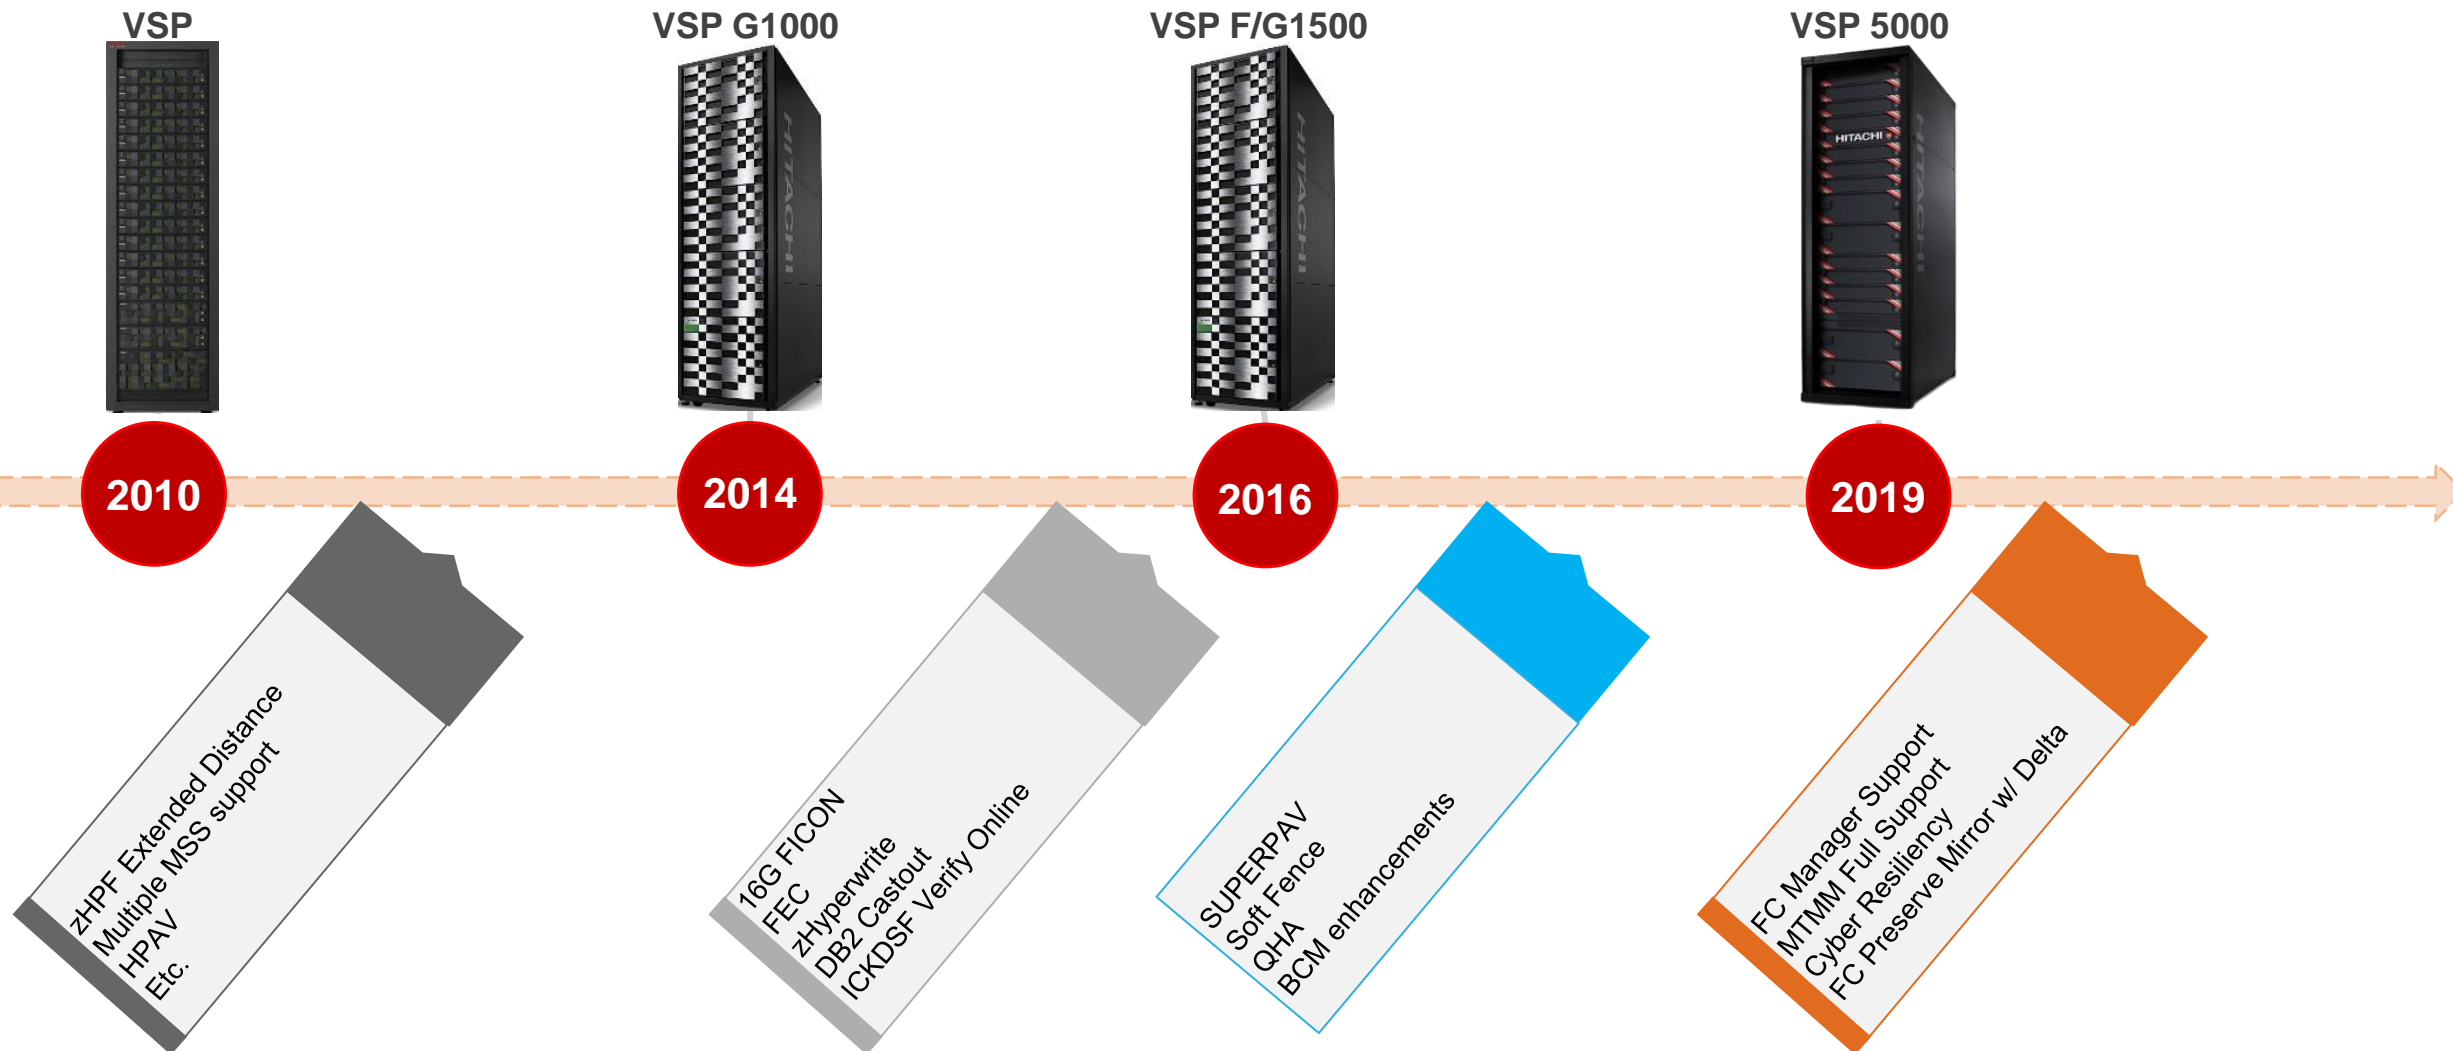 VSP
VSP G1000
VSP F/G1500
VSP 5000
HITACHI
HITACHI
HITACHI
HITACHI
2010
2014
2016
2019
zHPF Extended Distance
Multiple MSS support
HPAV
Etc.
16G FICON
FEC
zHyperwrite
DB2 Castout
ICKDSF Verify Online
SUPERPAV
Soft Fence
QHA
BCM enhancements
FC Manager Support
MTMM Full Support
Cyber Resiliency
FC Preserve Mirror w/ Delta